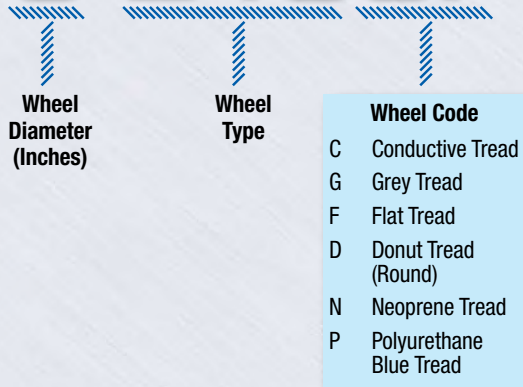 Wheel
Diameter
(Inches)
Wheel
Type
Wheel Code
C Conductive Tread
G Grey Tread
F Flat Tread
D Donut Tread
(Round)
N Neoprene Tread
P Polyurethane
Blue Tread